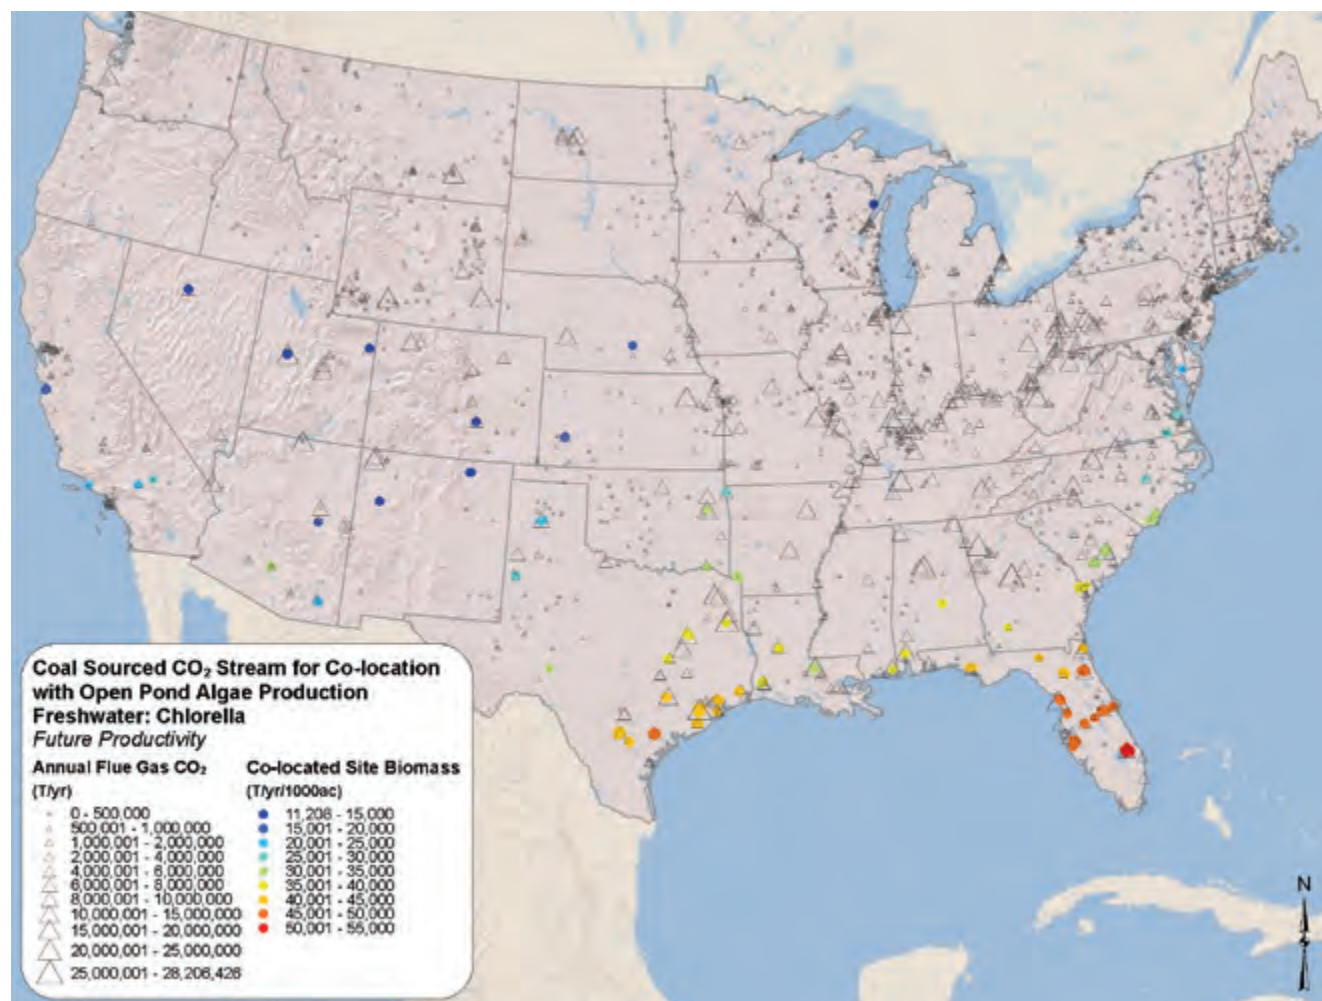 Coal Sourced CO₂ Stream for Co-location
with Open Pond Algae Production
Freshwater: Chlorella
Future Productivity
Annual Flue Gas CO₂
(T/yr)
0 - 500,000
500,001 - 1,000,000
1,000,001 - 2,000,000
2,000,001 - 4,000,000
4,000,001 - 6,000,000
6,000,001 - 8,000,000
8,000,001 - 10,000,000
10,000,001 - 15,000,000
15,000,001 - 20,000,000
20,000,001 - 25,000,000
25,000,001 - 28,206,426
Co-located Site Biomass
(T/yr/1000ac)
11,206 - 15,000
15,001 - 20,000
20,001 - 25,000
25,001 - 30,000
30,001 - 35,000
35,001 - 40,000
40,001 - 45,000
45,001 - 50,000
50,001 - 55,000
N